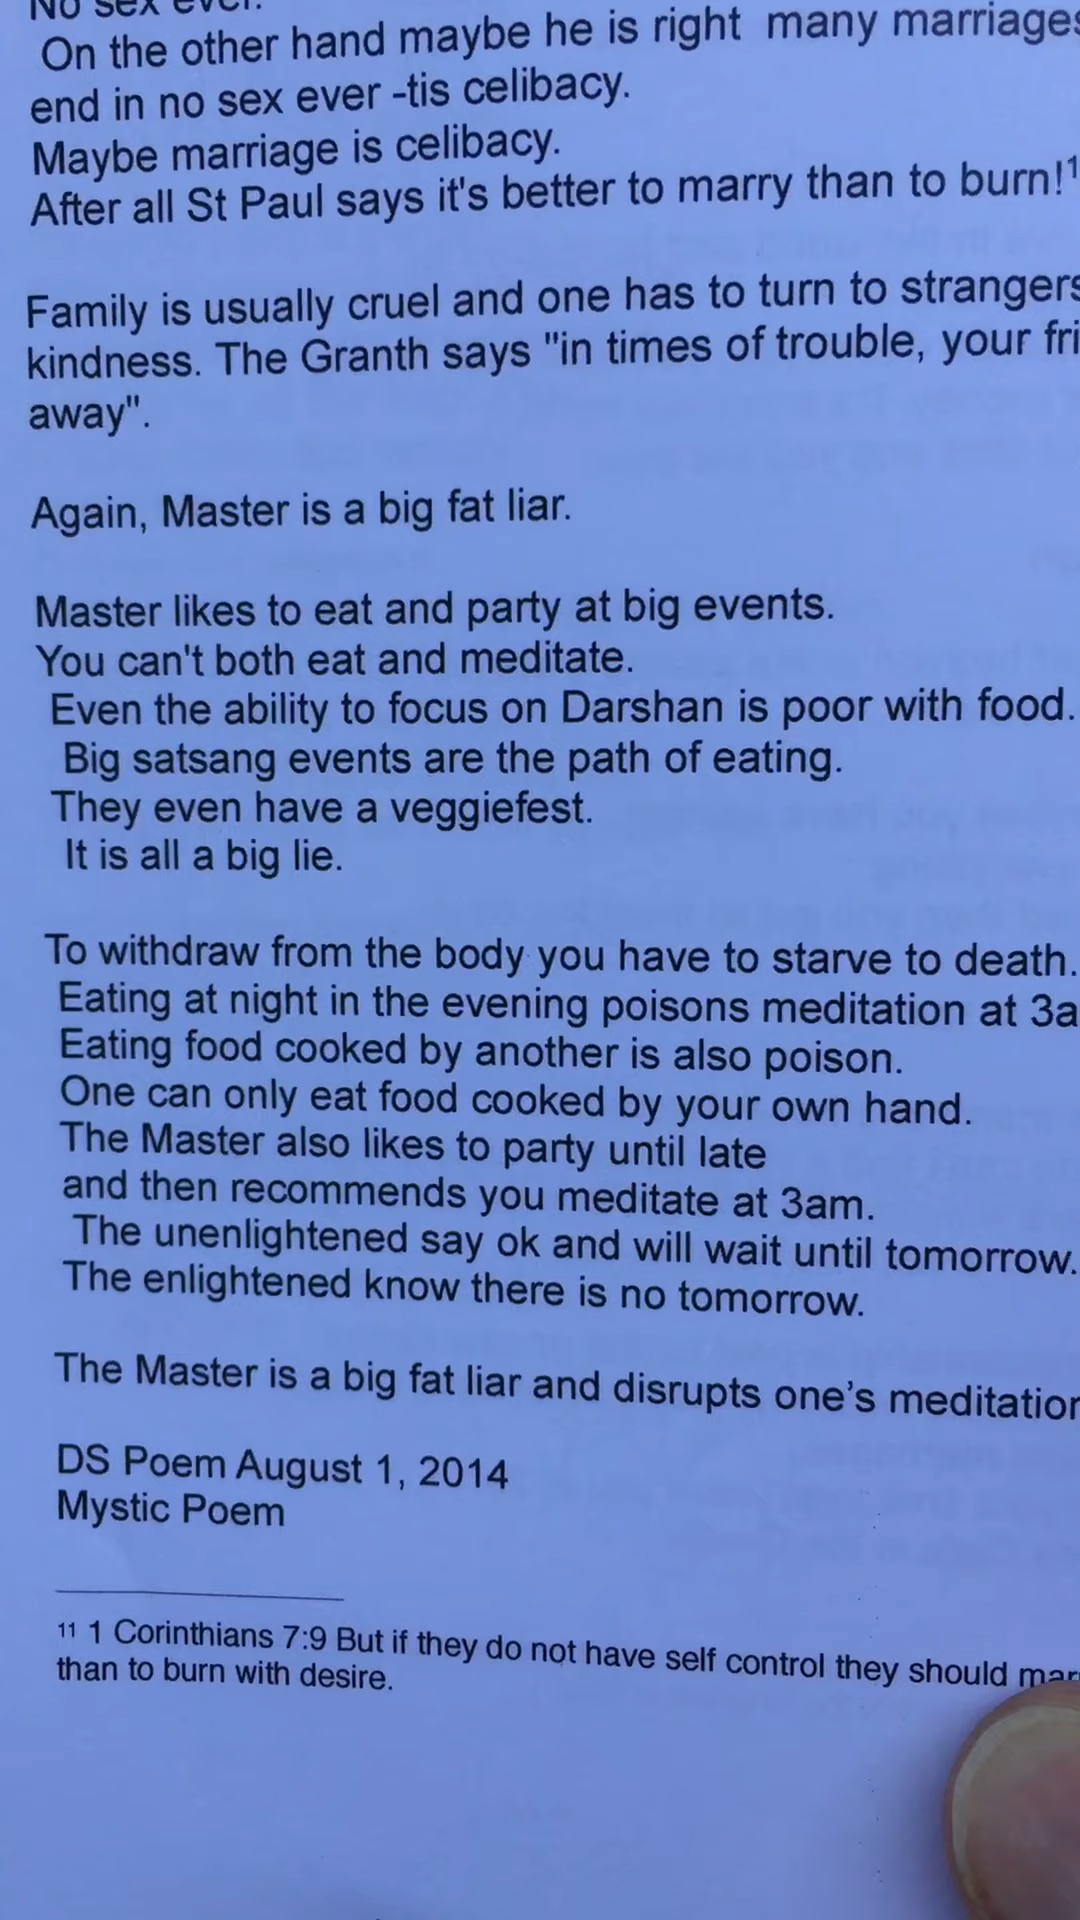 No sex ever.
On the other hand maybe he is right many marriages
end in no sex ever -tis celibacy.
Maybe marriage is celibacy.
After all St Paul says it's better to marry than to burn!1
Family is usually cruel and one has to turn to strangers
kindness. The Granth says "in times of trouble, your fri
away".
Again, Master is a big fat liar.
Master likes to eat and party at big events.
You can't both eat and meditate.
Even the ability to focus on Darshan is poor with food.
Big satsang events are the path of eating.
They even have a veggiefest.
It is all a big lie.
To withdraw from the body you have to starve to death.
Eating at night in the evening poisons meditation at 3a
Eating food cooked by another is also poison.
One can only eat food cooked by your own hand.
The Master also likes to party until late
and then recommends you meditate at 3am.
The unenlightened say ok and will wait until tomorrow.
The enlightened know there is no tomorrow.
The Master is a big fat liar and disrupts one's meditation
DS Poem August 1, 2014
Mystic Poem
11 1 Corinthians 7:9 But if they do not have self control they should mar
than to burn with desire.